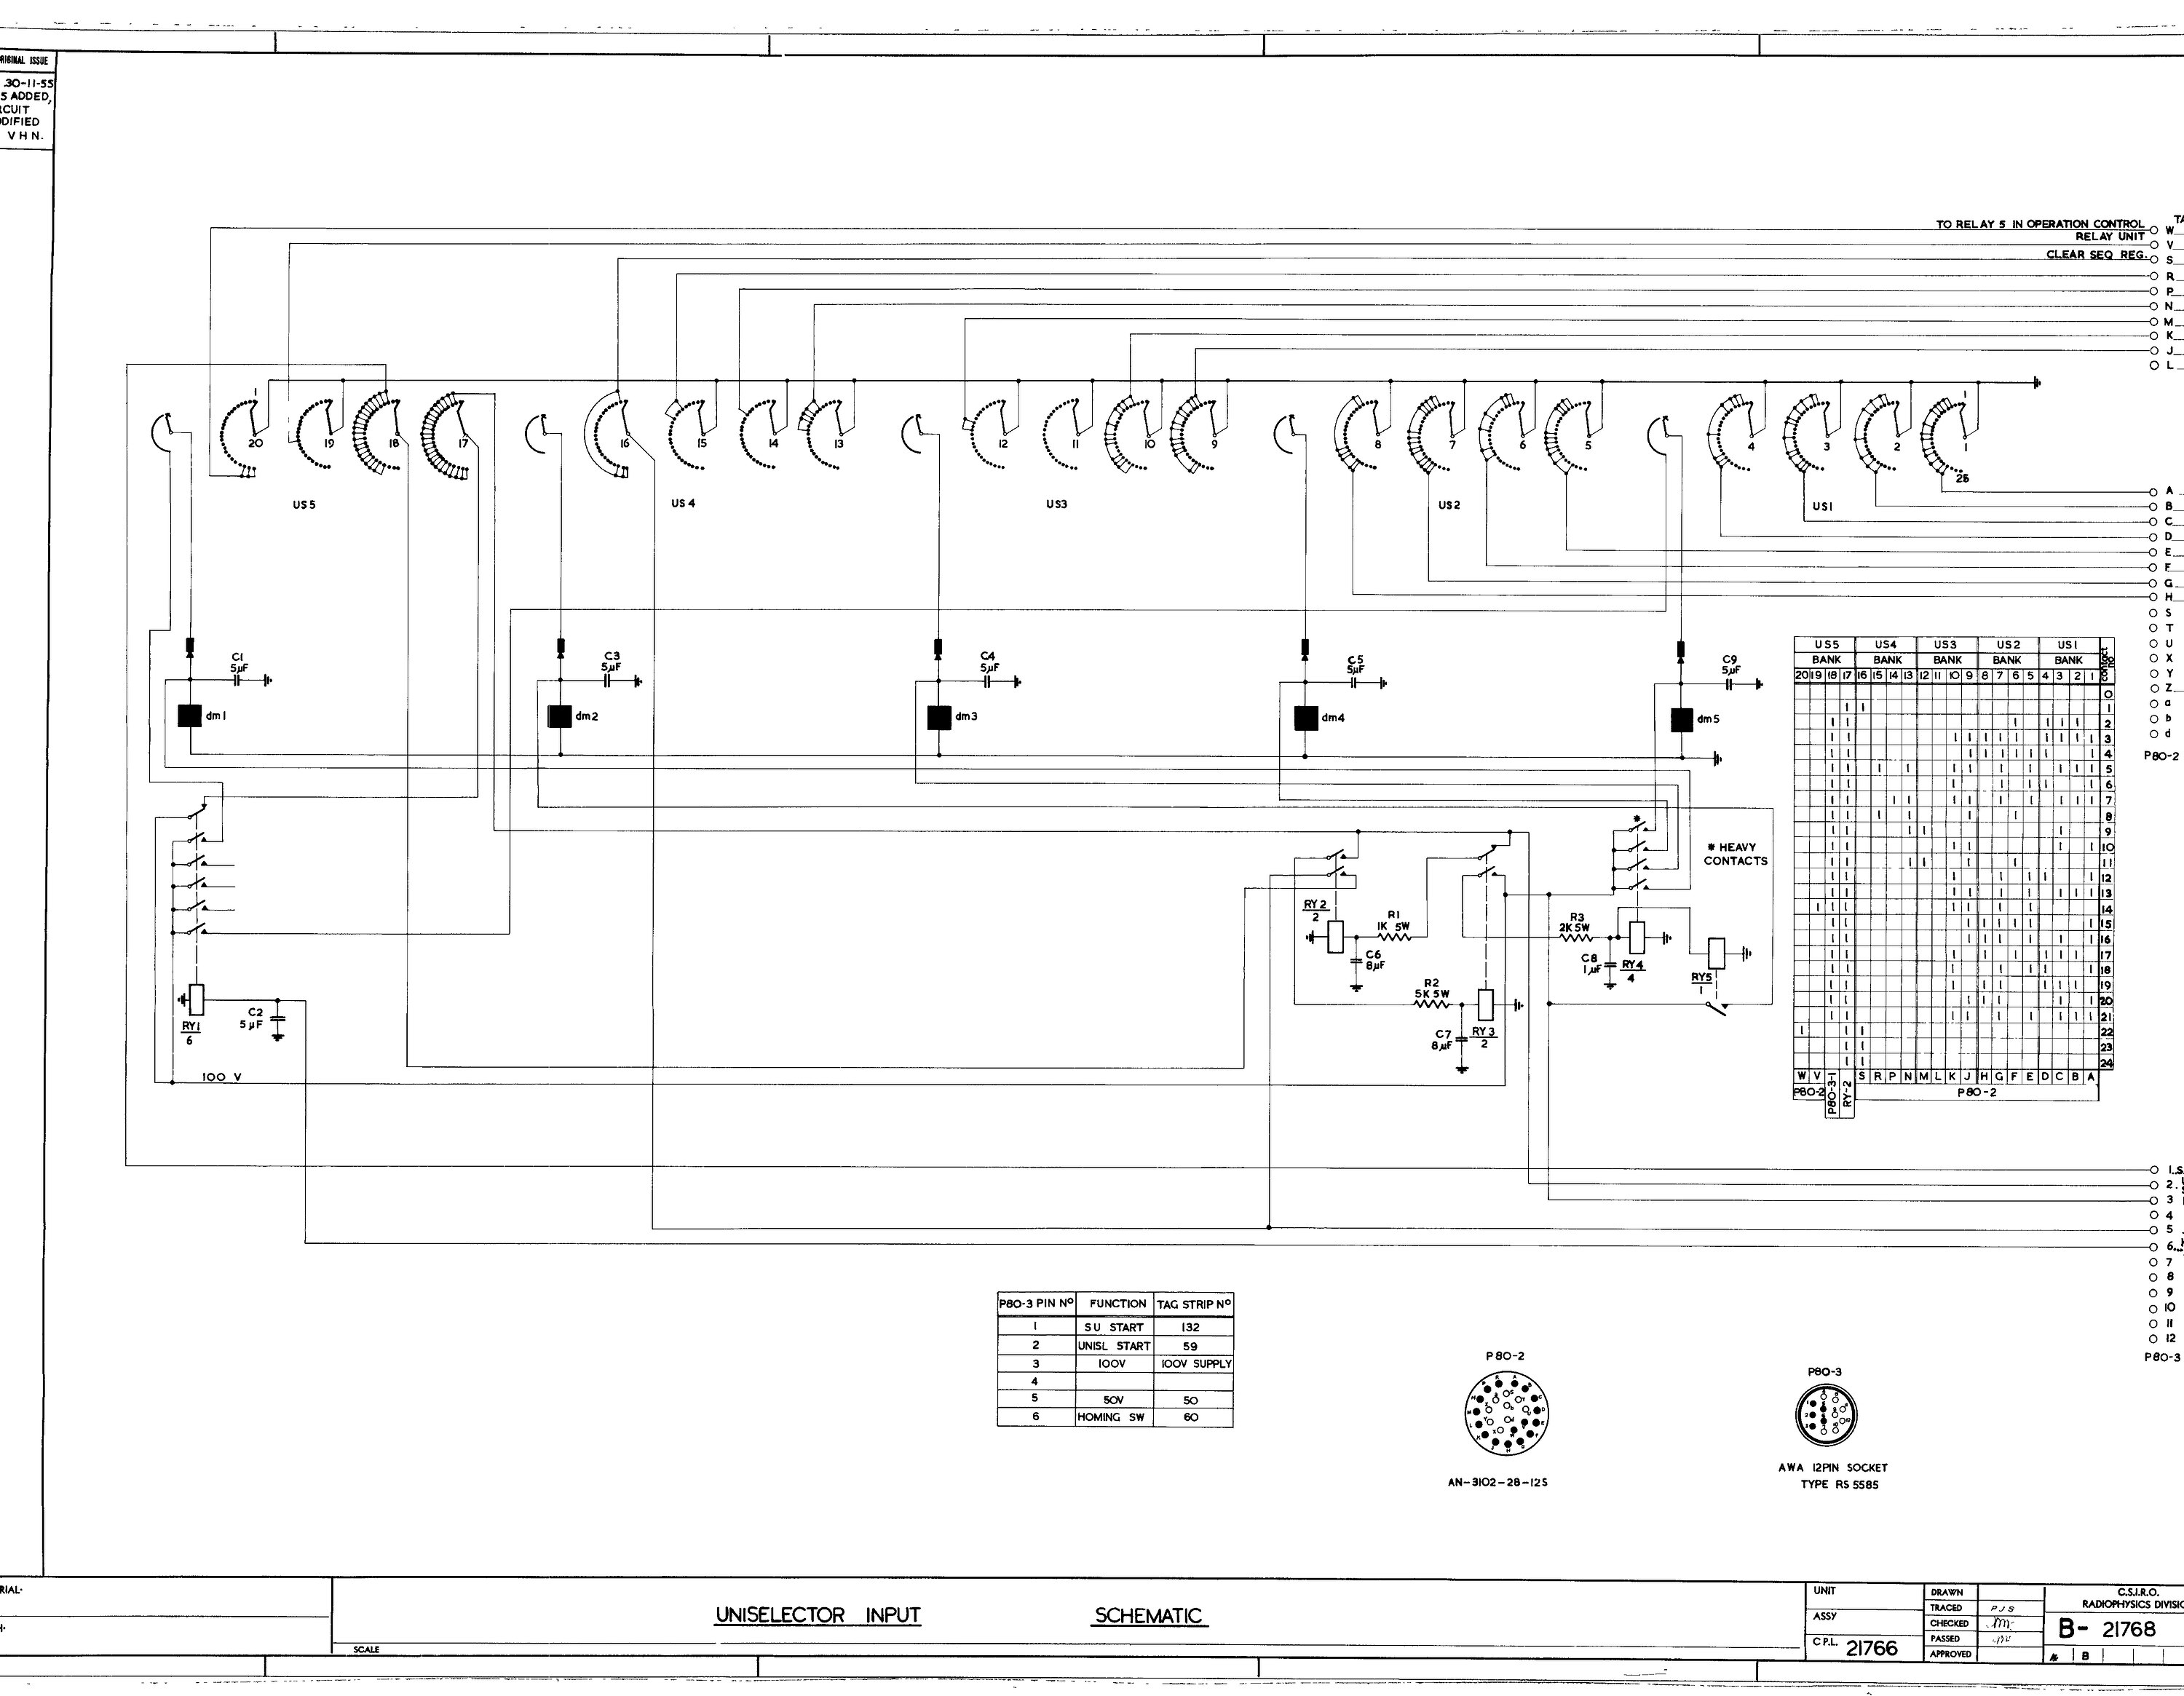 ORIGINAL ISSUE
30-11-55
5 ADDED,
RCUIT
ODIFIED
V H N.
TO RELAY 5 IN OPERATION CONTROL
RELAY UNIT
CLEAR SEQ REG.
W
V
S
R
P
N
M
K
J
L
1
20 19 18 17 16 15 14 13 12 11 10 9 8 7 6 5 4 3 2 1
25
US5
US4
US3
US2
US1
A
B
C
D
E
F
G
H
S
T
U
X
Y
Z
a
b
d
P80-2
C1
5µF
C3
5µF
C4
5µF
C5
5µF
C9
5µF
dm1
dm2
dm3
dm4
dm5
US5 US4 US3 US2 US1
BANK BANK BANK BANK BANK
contact no
20 19 18 17 16 15 14 13 12 11 10 9 8 7 6 5 4 3 2 1
0
1
2
3
4
5
6
7
8
9
10
11
12
13
14
15
16
17
18
19
20
21
22
23
24
W V P80-3-1 RY-2 S R P N M L K J H G F E D C B A
P80-2 P80-2
* HEAVY
CONTACTS
RY1
6
C2
5µF
100 V
RY2
2
R1
1K 5W
C6
8µF
R2
5K 5W
C7
8µF
RY3
2
R3
2K 5W
C8
1µF
RY4
4
RY5
1
1
2
3
4
5
6
7
8
9
10
11
12
P80-3
P80-3 PIN Nº FUNCTION TAG STRIP Nº
1 SU START 132
2 UNISL START 59
3 100V 100V SUPPLY
4
5 50V 50
6 HOMING SW 60
P80-2
AN-3102-28-12S
P80-3
AWA 12PIN SOCKET
TYPE RS 5585
UNISELECTOR INPUT SCHEMATIC
SCALE
UNIT
ASSY
C.P.L. 21766
DRAWN
TRACED PJS
CHECKED
PASSED
APPROVED
C.S.I.R.O.
RADIOPHYSICS DIVISIO
B- 21768
B